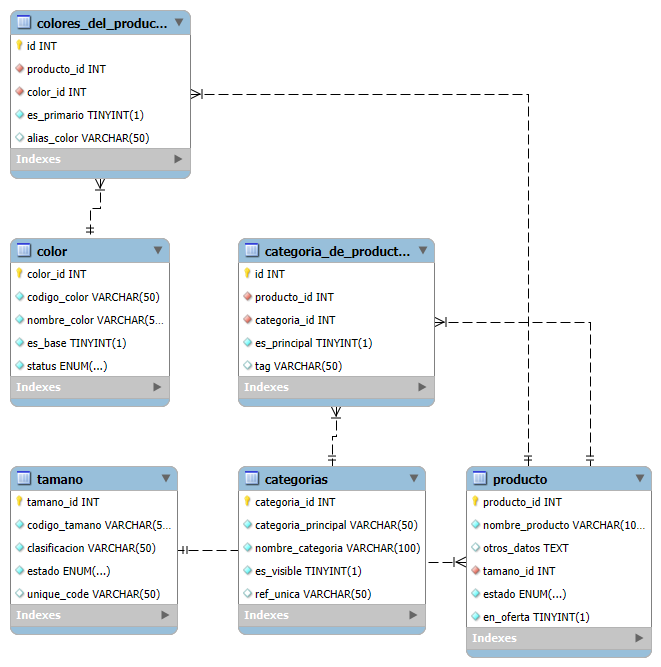 colores_del_produc...
id INT
producto_id INT
color_id INT
es_primario TINYINT(1)
alias_color VARCHAR(50)
Indexes
color
color_id INT
codigo_color VARCHAR(50)
nombre_color VARCHAR(5...
es_base TINYINT(1)
status ENUM(...)
Indexes
categoria_de_product...
id INT
producto_id INT
categoria_id INT
es_principal TINYINT(1)
tag VARCHAR(50)
Indexes
tamano
tamano_id INT
codigo_tamano VARCHAR(5...
clasificacion VARCHAR(50)
estado ENUM(...)
unique_code VARCHAR(50)
Indexes
categorias
categoria_id INT
categoria_principal VARCHAR(50)
nombre_categoria VARCHAR(100)
es_visible TINYINT(1)
ref_unica VARCHAR(50)
Indexes
producto
producto_id INT
nombre_producto VARCHAR(10...
otros_datos TEXT
tamano_id INT
estado ENUM(...)
en_oferta TINYINT(1)
Indexes